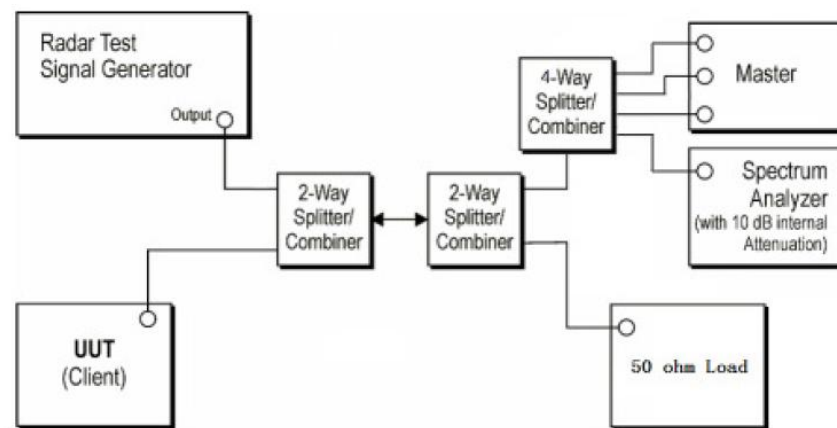 Radar Test
Signal Generator
Output
4-Way
Splitter/
Combiner
Master
2-Way
Splitter/
Combiner
2-Way
Splitter/
Combiner
Spectrum
Analyzer
(with 10 dB internal
Attenuation)
UUT
(Client)
50 ohm Load